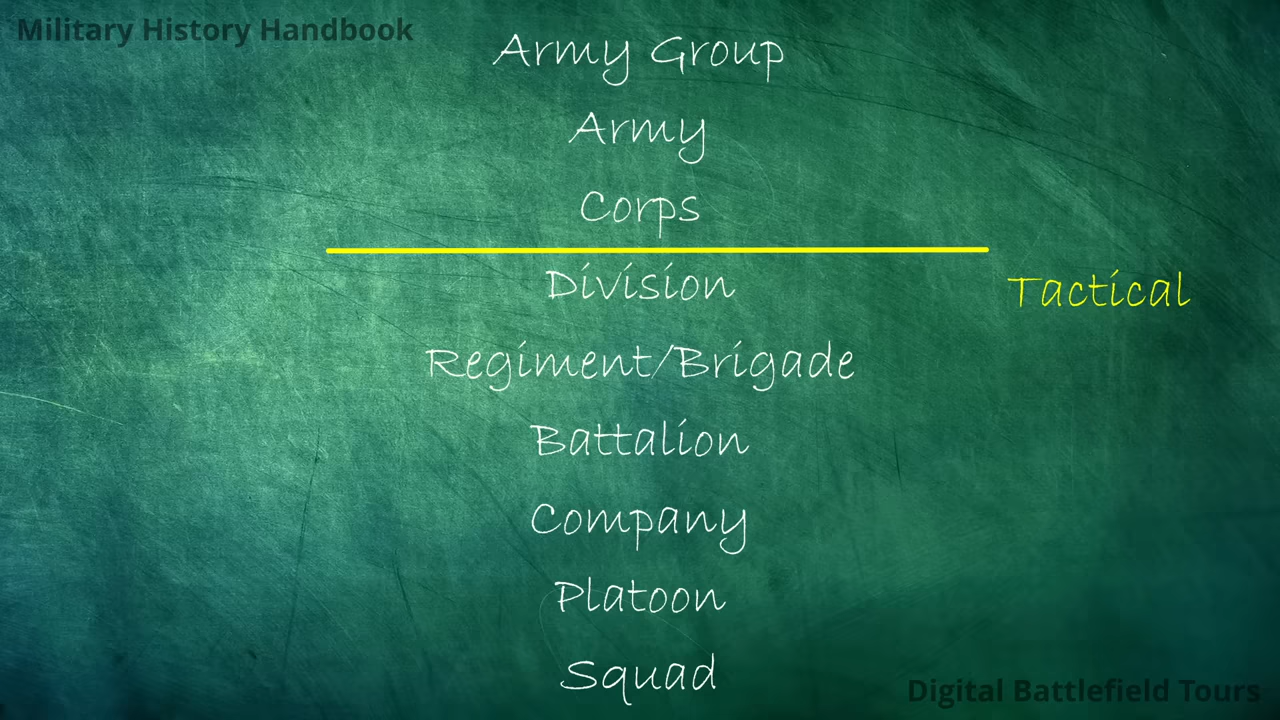 Military History Handbook
Army Group
Army
Corps
Division
Tactical
Regiment/Brigade
Battalion
Company
Platoon
Squad
Digital Battlefield Tours